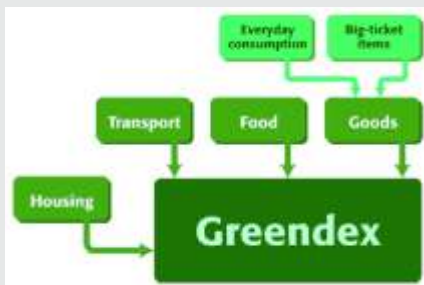 Everyday
consumption
Big-ticket
items
Transport
Food
Goods
Housing
Greendex